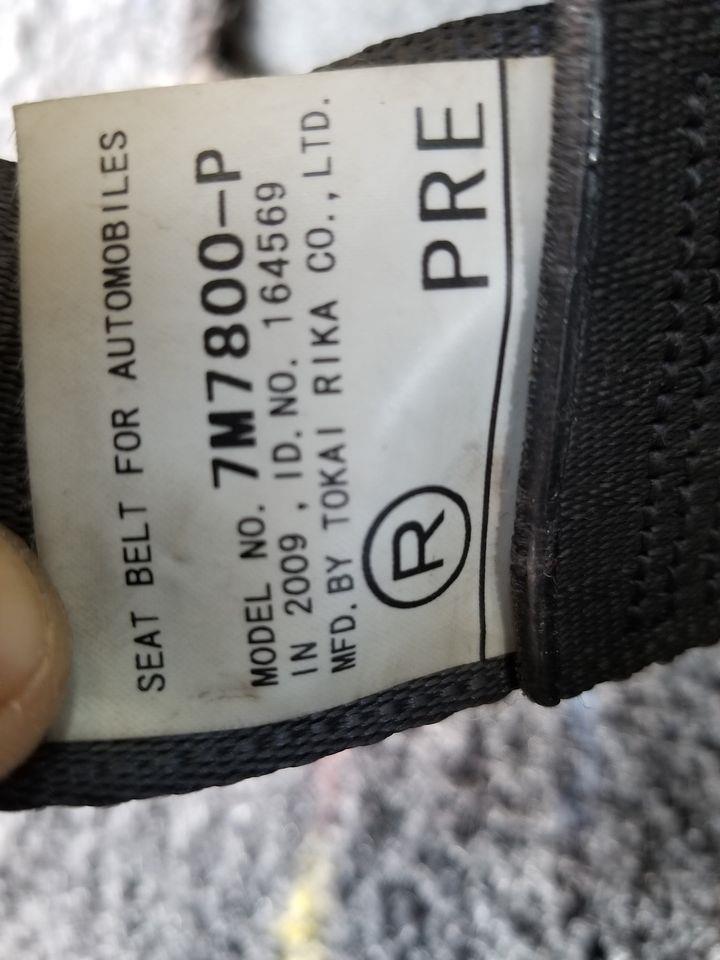 SEAT BELT FOR AUTOMOBILES
MODEL NO. 7M7800-P
IN 2009 , ID.NO. 164569
MFD.BY TOKAI RIKA CO.,LTD.
R PRE